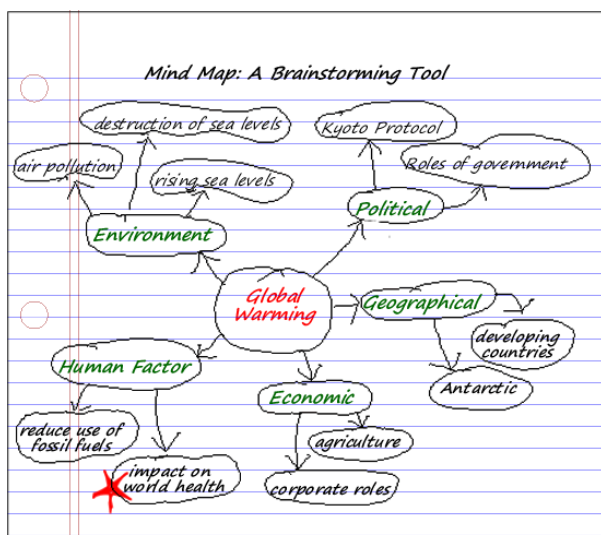 Mind Map: A Brainstorming Tool
destruction of sea levels
Kyoto Protocol
air pollution
rising sea levels
Roles of government
Environment
Political
Global
Warming
Geographical
developing
countries
Human Factor
Antarctic
Economic
reduce use of
fossil fuels
agriculture
impact on
world health
corporate roles